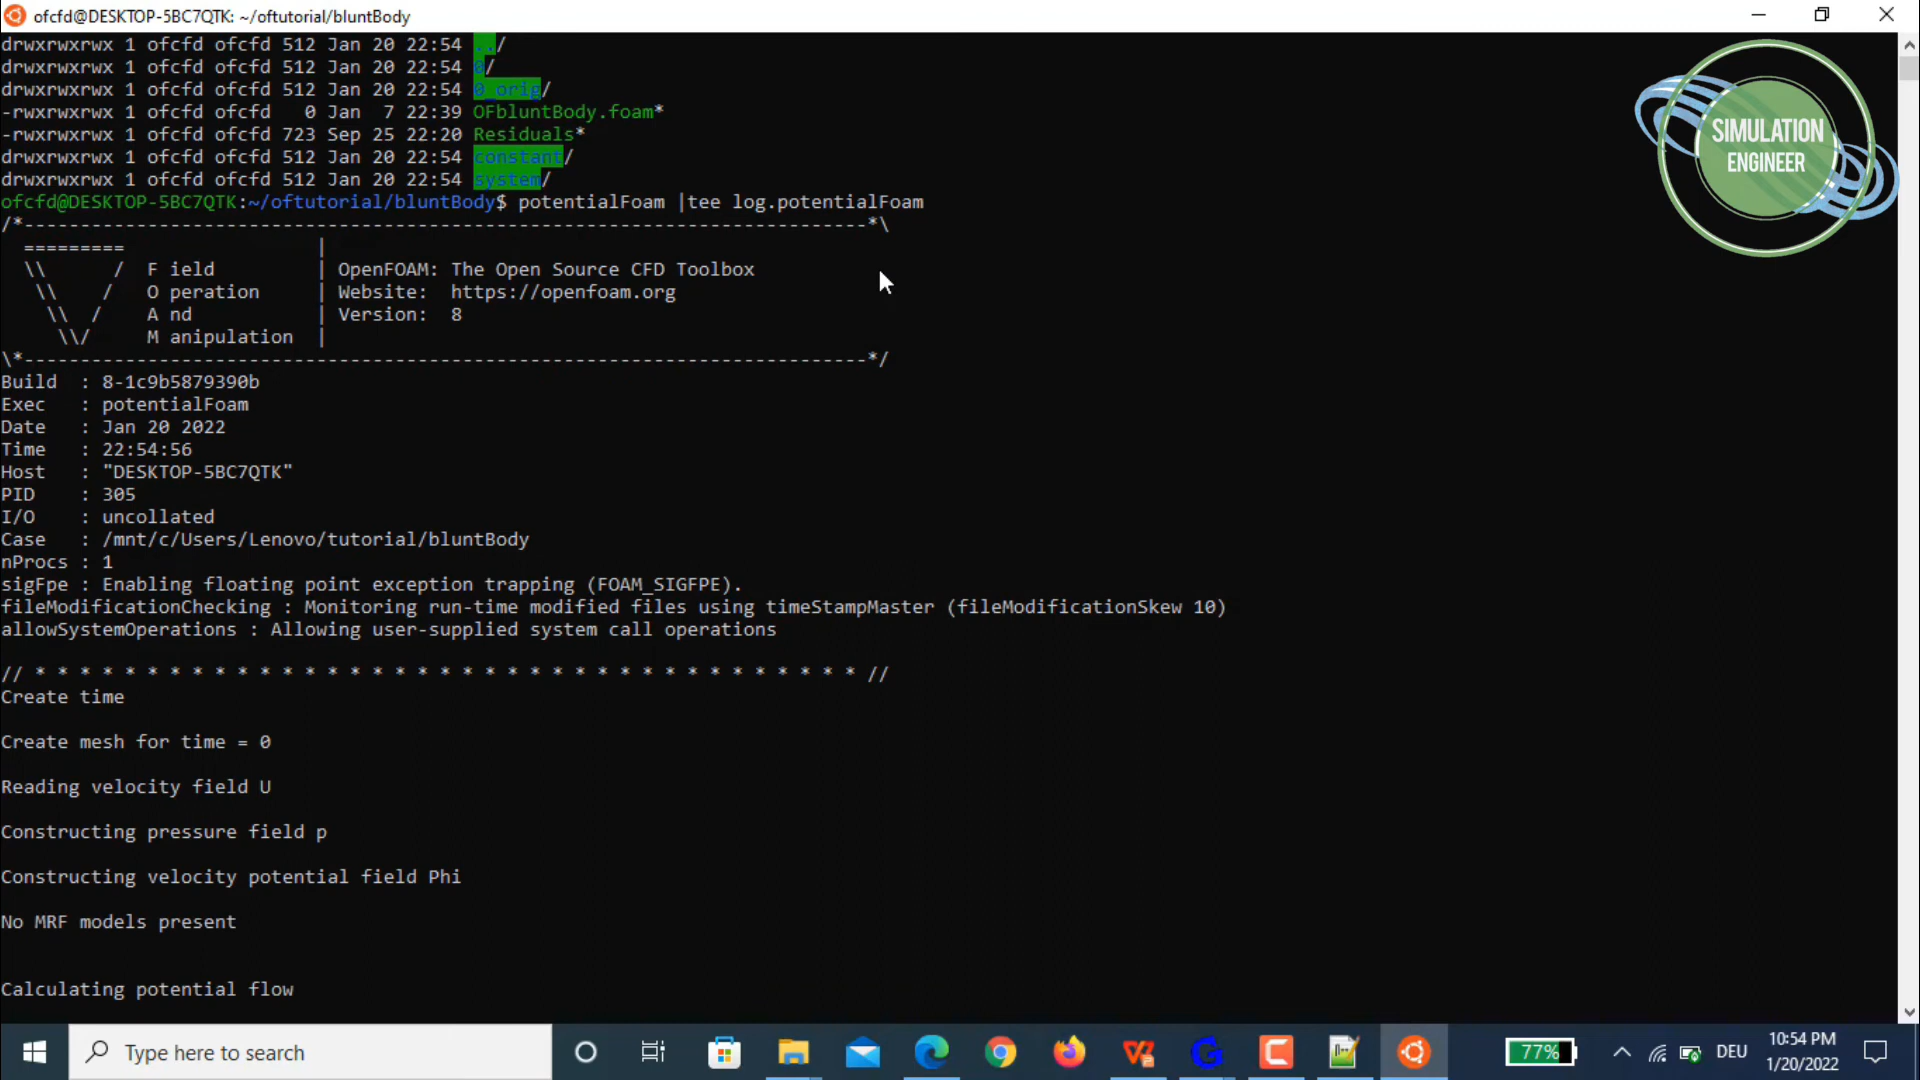 ofcfd@DESKTOP-5BC7QTK: ~/oftutorial/bluntBody
drwxrwxrwx 1 ofcfd ofcfd 512 Jan 20 22:54 ../
drwxrwxrwx 1 ofcfd ofcfd 512 Jan 20 22:54 0/
drwxrwxrwx 1 ofcfd ofcfd 512 Jan 20 22:54 0_orig/
-rwxrwxrwx 1 ofcfd ofcfd   0 Jan  7 22:39 OFbluntBody.foam*
-rwxrwxrwx 1 ofcfd ofcfd 723 Sep 25 22:20 Residuals*
drwxrwxrwx 1 ofcfd ofcfd 512 Jan 20 22:54 constant/
drwxrwxrwx 1 ofcfd ofcfd 512 Jan 20 22:54 system/
ofcfd@DESKTOP-5BC7QTK:~/oftutorial/bluntBody$ potentialFoam |tee log.potentialFoam
/*---------------------------------------------------------------------------*\
  =========                 |
  \\      /  F ield         | OpenFOAM: The Open Source CFD Toolbox
   \\    /   O peration     | Website:  https://openfoam.org
    \\  /    A nd           | Version:  8
     \\/     M anipulation  |
\*---------------------------------------------------------------------------*/
Build  : 8-1c9b5879390b
Exec   : potentialFoam
Date   : Jan 20 2022
Time   : 22:54:56
Host   : "DESKTOP-5BC7QTK"
PID    : 305
I/O    : uncollated
Case   : /mnt/c/Users/Lenovo/tutorial/bluntBody
nProcs : 1
sigFpe : Enabling floating point exception trapping (FOAM_SIGFPE).
fileModificationChecking : Monitoring run-time modified files using timeStampMaster (fileModificationSkew 10)
allowSystemOperations : Allowing user-supplied system call operations
// * * * * * * * * * * * * * * * * * * * * * * * * * * * * * * * * * * * * * //
Create time
Create mesh for time = 0
Reading velocity field U
Constructing pressure field p
Constructing velocity potential field Phi
No MRF models present
Calculating potential flow
SIMULATION
ENGINEER
Type here to search
77%
DEU
10:54 PM
1/20/2022